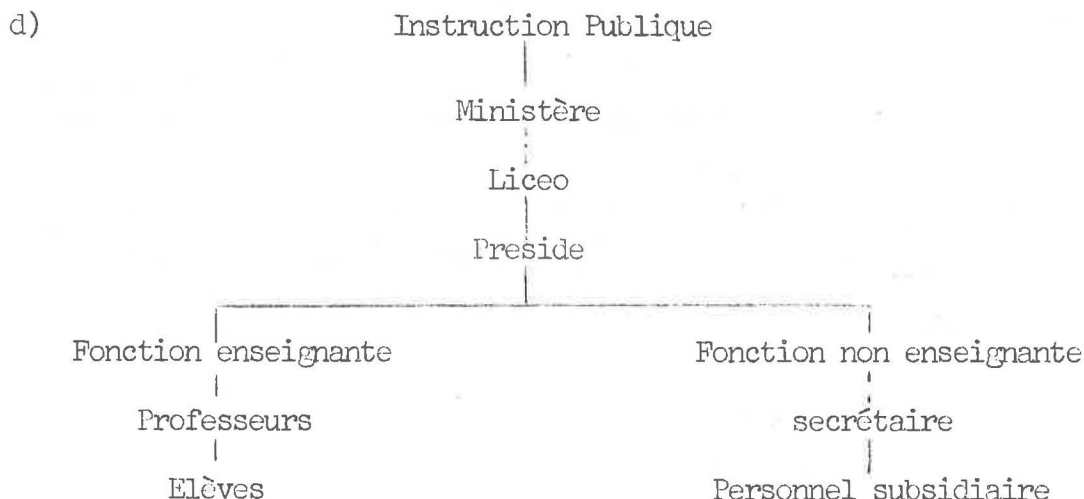 d) Instruction Publique
Ministère
Liceo
Preside
Fonction enseignante Fonction non enseignante
Professeurs secrétaire
Elèves Personnel subsidiaire